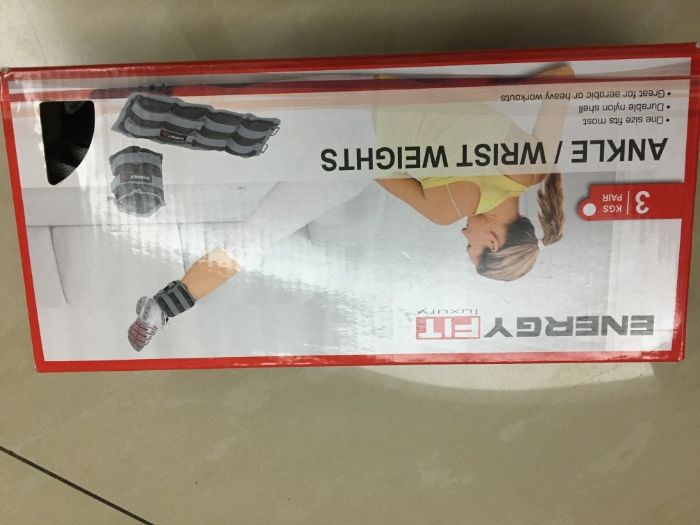 ENERGY FIT
luxury
3 KGS
PAIR
ANKLE / WRIST WEIGHTS
• One size fits most
• Durable nylon shell
• Great for aerobic or heavy workouts